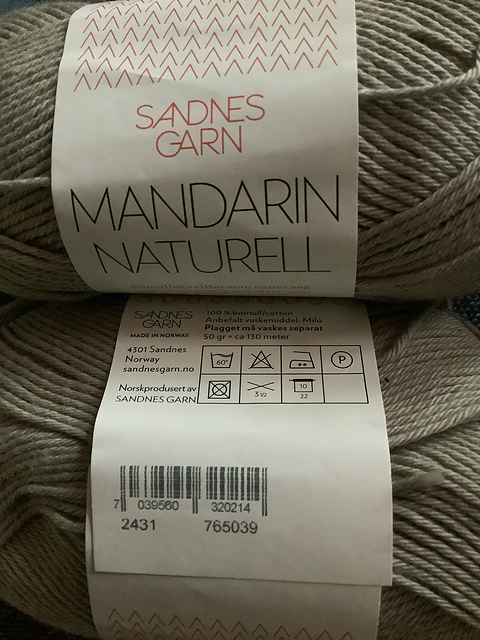 SANDNES
GARN
MANDARIN
NATURELL
SANDNES
GARN
MADE IN NORWAY
4301 Sandnes
Norway
sandnesgarn.no
Norskprodusert av
SANDNES GARN
100 % bomull/cotton
Anbefalt vaskemiddel: Milo
Plagget må vaskes separat
50 gr = ca 130 meter
60°
P
3 1/2
10
22
7 039560 320214
2431 765039